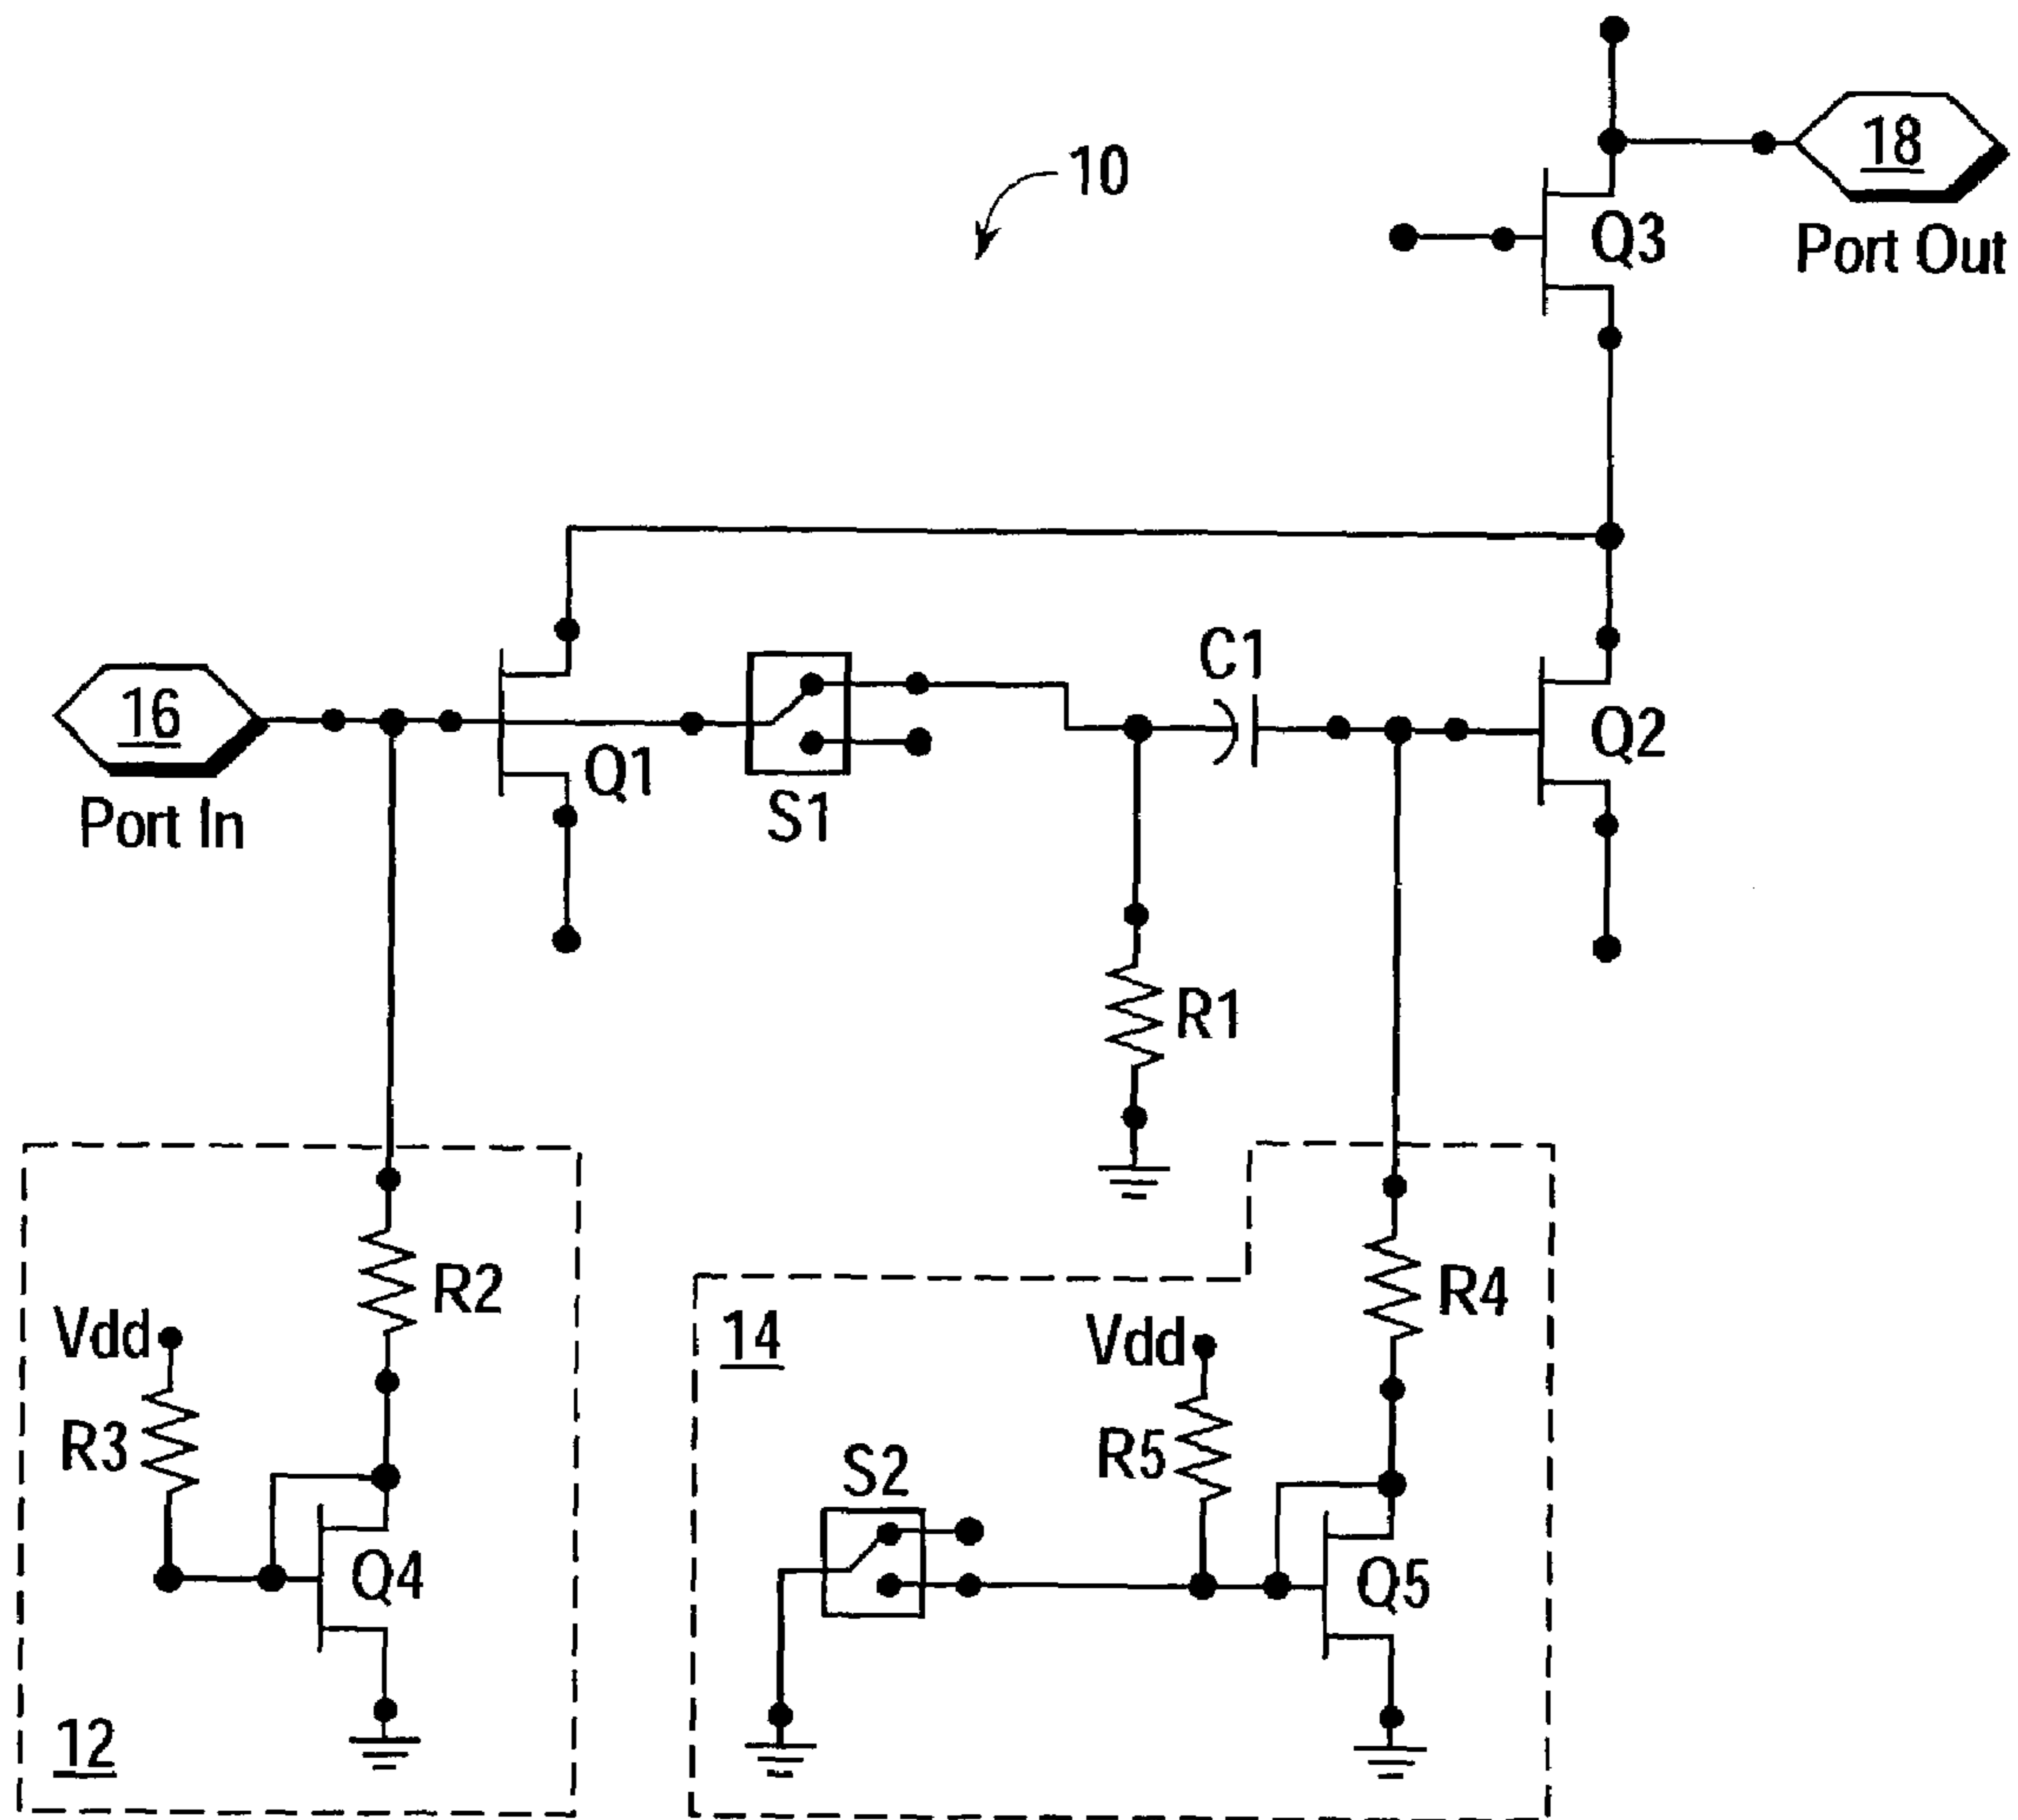 10
18
Port Out
Q3
16
Port In
Q1
S1
C1
Q2
R1
R2
Vdd
R3
Q4
12
14
Vdd
R5
R4
S2
Q5